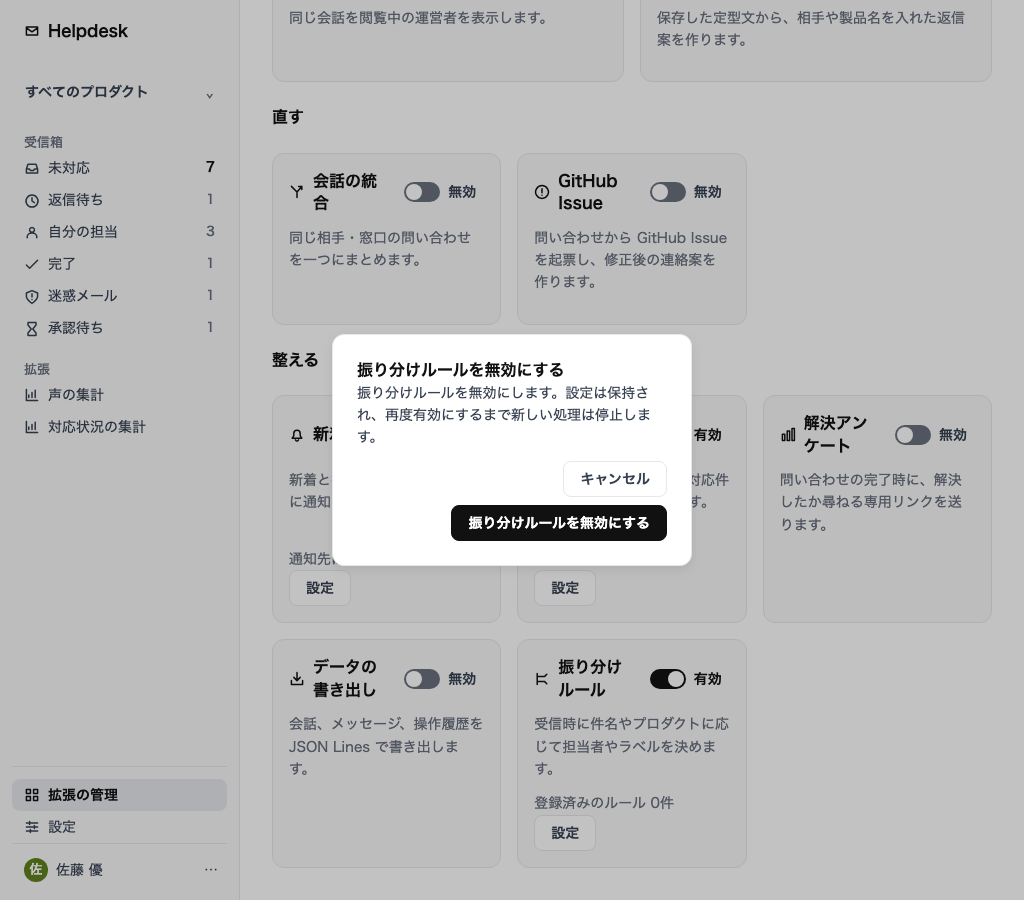 Helpdesk
すべてのプロダクト
受信箱
未対応 7
返信待ち 1
自分の担当 3
完了 1
迷惑メール 1
承認待ち 1
拡張
声の集計
対応状況の集計
拡張の管理
設定
佐 佐藤 優 …
同じ会話を閲覧中の運営者を表示します。
保存した定型文から、相手や製品名を入れた返信
案を作ります。
直す
会話の統
合
無効
同じ相手・窓口の問い合わせ
を一つにまとめます。
GitHub
Issue
無効
問い合わせから GitHub Issue
を起票し、修正後の連絡案を
作ります。
整える
新
新着と
に通知
通知先
設定
有効
対応件
す。
設定
解決アン
ケート
無効
問い合わせの完了時に、解決
したか尋ねる専用リンクを送
ります。
データの
書き出し
無効
会話、メッセージ、操作履歴を
JSON Lines で書き出しま
す。
振り分け
ルール
有効
受信時に件名やプロダクトに応
じて担当者やラベルを決めま
す。
登録済みのルール 0件
設定
振り分けルールを無効にする
振り分けルールを無効にします。設定は保持さ
れ、再度有効にするまで新しい処理は停止しま
す。
キャンセル
振り分けルールを無効にする